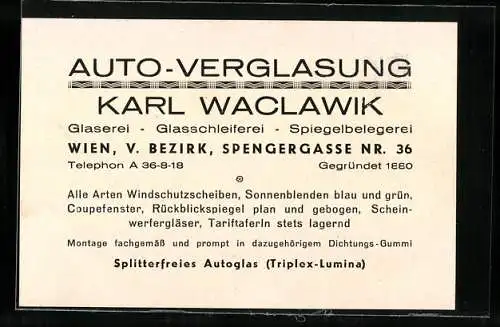 AUTO-VERGLASUNG
KARL WACLAWIK
Glaserei - Glasschleiferei - Spiegelbelegerei
WIEN, V. BEZIRK, SPENGERGASSE NR. 36
Telephon A 36-8-18 Gegründet 1880
Alle Arten Windschutzscheiben, Sonnenblenden blau und grün,
Coupefenster, Rückblickspiegel plan und gebogen, Schein-
werfergläser, Tariftaferln stets lagernd
Montage fachgemäß und prompt in dazugehörigem Dichtungs-Gummi
Splitterfreies Autoglas (Triplex-Lumina)